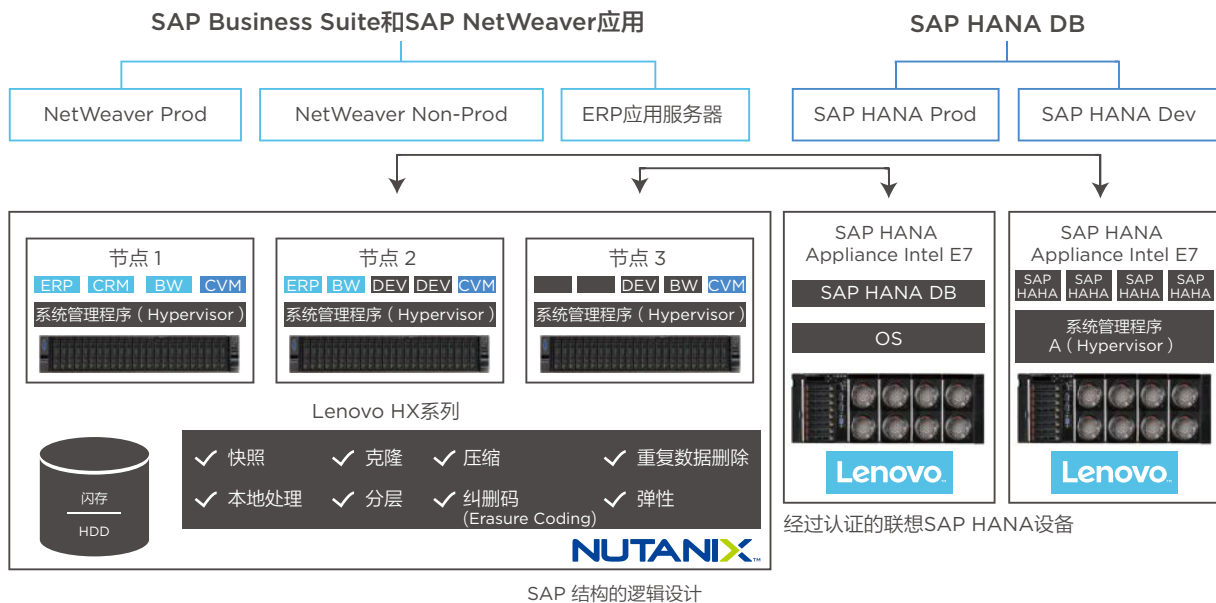 SAP Business Suite和SAP NetWeaver应用
SAP HANA DB
NetWeaver Prod
NetWeaver Non-Prod
ERP应用服务器
SAP HANA Prod
SAP HANA Dev
节点 1
ERP CRM BW CVM
系统管理程序（Hypervisor）
节点 2
ERP BW DEV DEV CVM
系统管理程序（Hypervisor）
节点 3
DEV BW CVM
系统管理程序（Hypervisor）
Lenovo HX系列
闪存
HDD
快照
克隆
压缩
重复数据删除
本地处理
分层
纠删码
(Erasure Coding)
弹性
NUTANIX™
SAP HANA
Appliance Intel E7
SAP HANA DB
OS
Lenovo™
SAP HANA
Appliance Intel E7
SAP SAP SAP SAP
HAHA HAHA HAHA HAHA
系统管理程序
A（Hypervisor）
Lenovo™
经过认证的联想SAP HANA设备
SAP 结构的逻辑设计